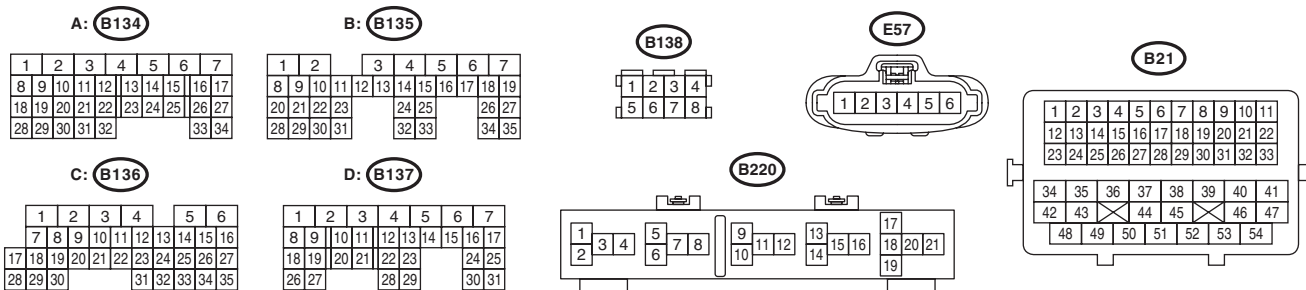 A: B134
1 2 3 4 5 6 7
8 9 10 11 12 13 14 15 16 17
18 19 20 21 22 23 24 25 26 27
28 29 30 31 32 33 34
B: B135
1 2 3 4 5 6 7
8 9 10 11 12 13 14 15 16 17 18 19
20 21 22 23 24 25 26 27
28 29 30 31 32 33 34 35
B138
1 2 3 4
5 6 7 8
E57
1 2 3 4 5 6
B21
1 2 3 4 5 6 7 8 9 10 11
12 13 14 15 16 17 18 19 20 21 22
23 24 25 26 27 28 29 30 31 32 33
34 35 36 37 38 39 40 41
42 43 44 45 46 47
48 49 50 51 52 53 54
C: B136
1 2 3 4 5 6
7 8 9 10 11 12 13 14 15 16
17 18 19 20 21 22 23 24 25 26 27
28 29 30 31 32 33 34 35
D: B137
1 2 3 4 5 6 7
8 9 10 11 12 13 14 15 16 17
18 19 20 21 22 23 24 25
26 27 28 29 30 31
B220
1 5 9 13 17
3 4 7 8 11 12 15 16 18 20 21
2 6 10 14 19